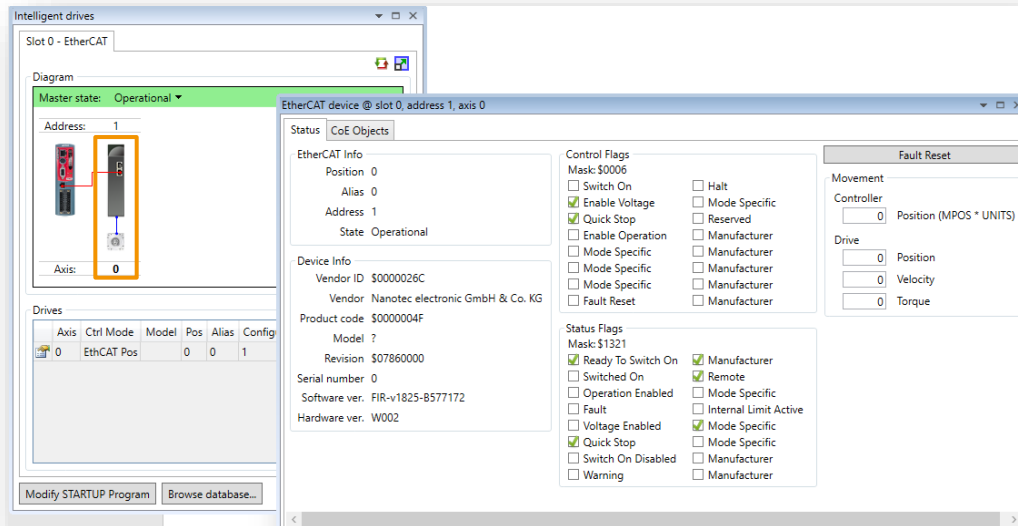 Intelligent drives
Slot 0 - EtherCAT
Diagram
Master state: Operational
Address: 1
Axis: 0
Drives
Axis Ctrl Mode Model Pos Alias
0 EthCAT Pos 0 0 1
Modify STARTUP Program Browse database...
EtherCAT device @ slot 0, address 1, axis 0
Status CoE Objects
EtherCAT Info
Position 0
Alias 0
Address 1
State Operational
Device Info
Vendor ID $0000026C
Vendor Nanotec electronic GmbH & Co. KG
Product code $0000004F
Model ?
Revision $07860000
Serial number 0
Software ver. FIR-v1825-B577172
Hardware ver. W002
Control Flags
Mask: $0006
Switch On Halt
Enable Voltage Mode Specific
Quick Stop Reserved
Enable Operation Manufacturer
Mode Specific Manufacturer
Mode Specific Manufacturer
Mode Specific Manufacturer
Fault Reset Manufacturer
Status Flags
Mask: $1321
Ready To Switch On Manufacturer
Switched On Remote
Operation Enabled Mode Specific
Fault Internal Limit Active
Voltage Enabled Mode Specific
Quick Stop Mode Specific
Switch On Disabled Manufacturer
Warning Manufacturer
Fault Reset
Movement
Controller
0 Position (MPOS * UNITS)
Drive
0 Position
0 Velocity
0 Torque